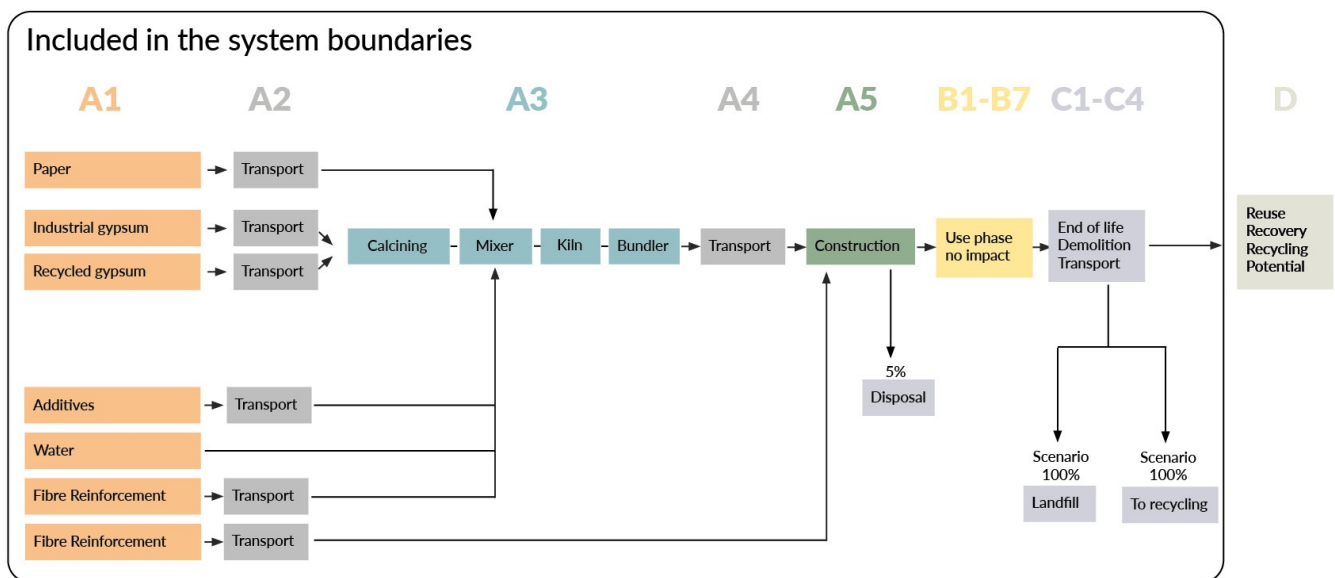 Included in the system boundaries
A1
A2
A3
A4
A5
B1-B7
C1-C4
D
Paper
Transport
Industrial gypsum
Transport
Recycled gypsum
Transport
Calcining
Mixer
Kiln
Bundler
Transport
Construction
Use phase
no impact
End of life
Demolition
Transport
Reuse
Recovery
Recycling
Potential
5%
Disposal
Additives
Transport
Water
Fibre Reinforcement
Transport
Fibre Reinforcement
Transport
Scenario
100%
Landfill
Scenario
100%
To recycling